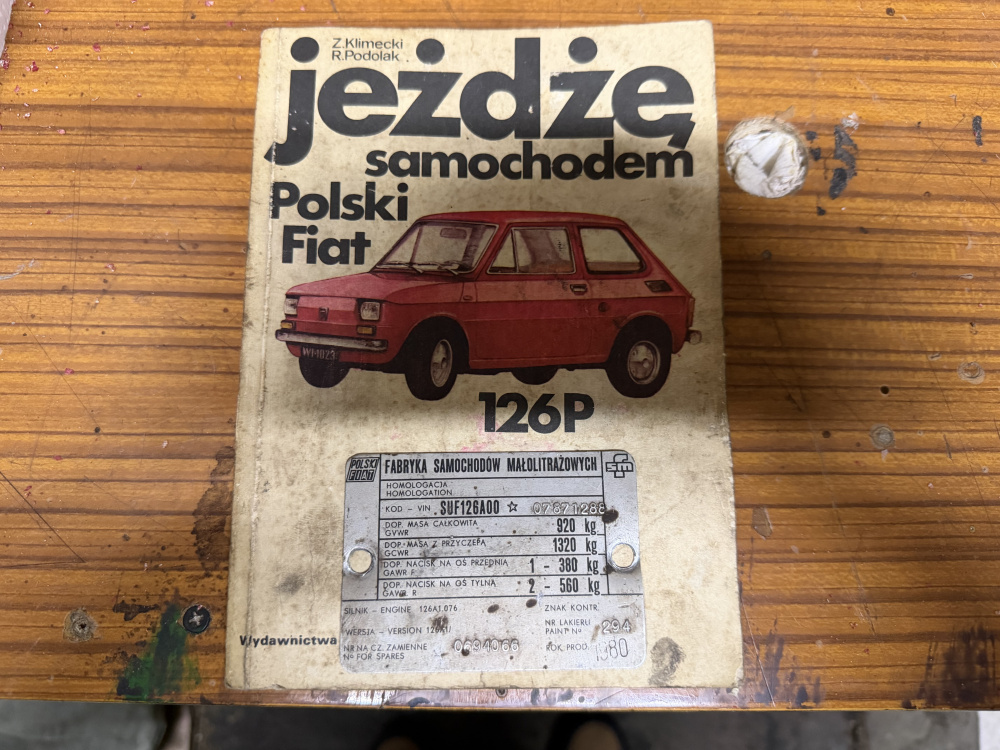 Z.Klimecki
R.Podolak
jeżdżę
samochodem
Polski
Fiat
WI-1023
126P
POLSKI
FIAT
FABRYKA SAMOCHODÓW MAŁOLITRAŻOWYCH
sfm
HOMOLOGACJA
HOMOLOGATION
KOD - VIN SUF126A00 ☆ 07871288
DOP. MASA CAŁKOWITA
GVWR
920 kg
DOP. MASA Z PRZYCZEPĄ
GCWR
1320 kg
DOP. NACISK NA OŚ PRZEDNIĄ
GAWR F
1 - 380 kg
DOP. NACISK NA OŚ TYLNĄ
GAWR R
2 - 560 kg
SILNIK - ENGINE 126A1.076
ZNAK KONTR.
WERSJA - VERSION
NR LAKIERU
PAINT Nº
294
NR NA CZ. ZAMIENNE
Nº FOR SPARES
0694066
ROK. PROD.
1980
Wydawnictwa